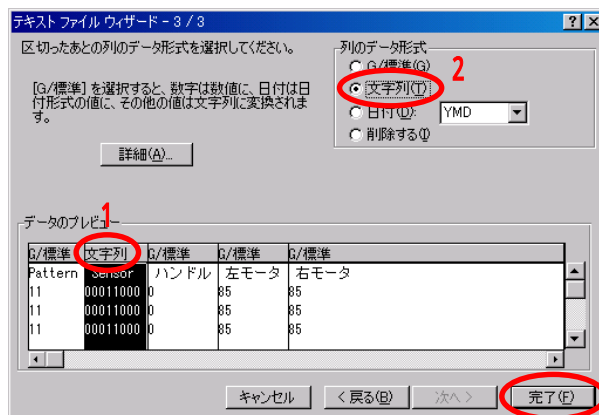 テキスト ファイル ウィザード - 3 / 3
区切ったあとの列のデータ形式を選択してください。
[G/標準] を選択すると、数字は数値に、日付は日
付形式の値に、その他の値は文字列に変換されま
す。
詳細(A)...
列のデータ形式
G/標準(G)
2
文字列(T)
日付(D):
YMD
削除する(I)
データのプレビュー
1
G/標準 文字列 G/標準 G/標準 G/標準
Pattern Sensor ハンドル 左モータ 右モータ
11 00011000 0 85 85
11 00011000 0 85 85
11 00011000 0 85 85
キャンセル < 戻る(B) 次へ > 完了(F)